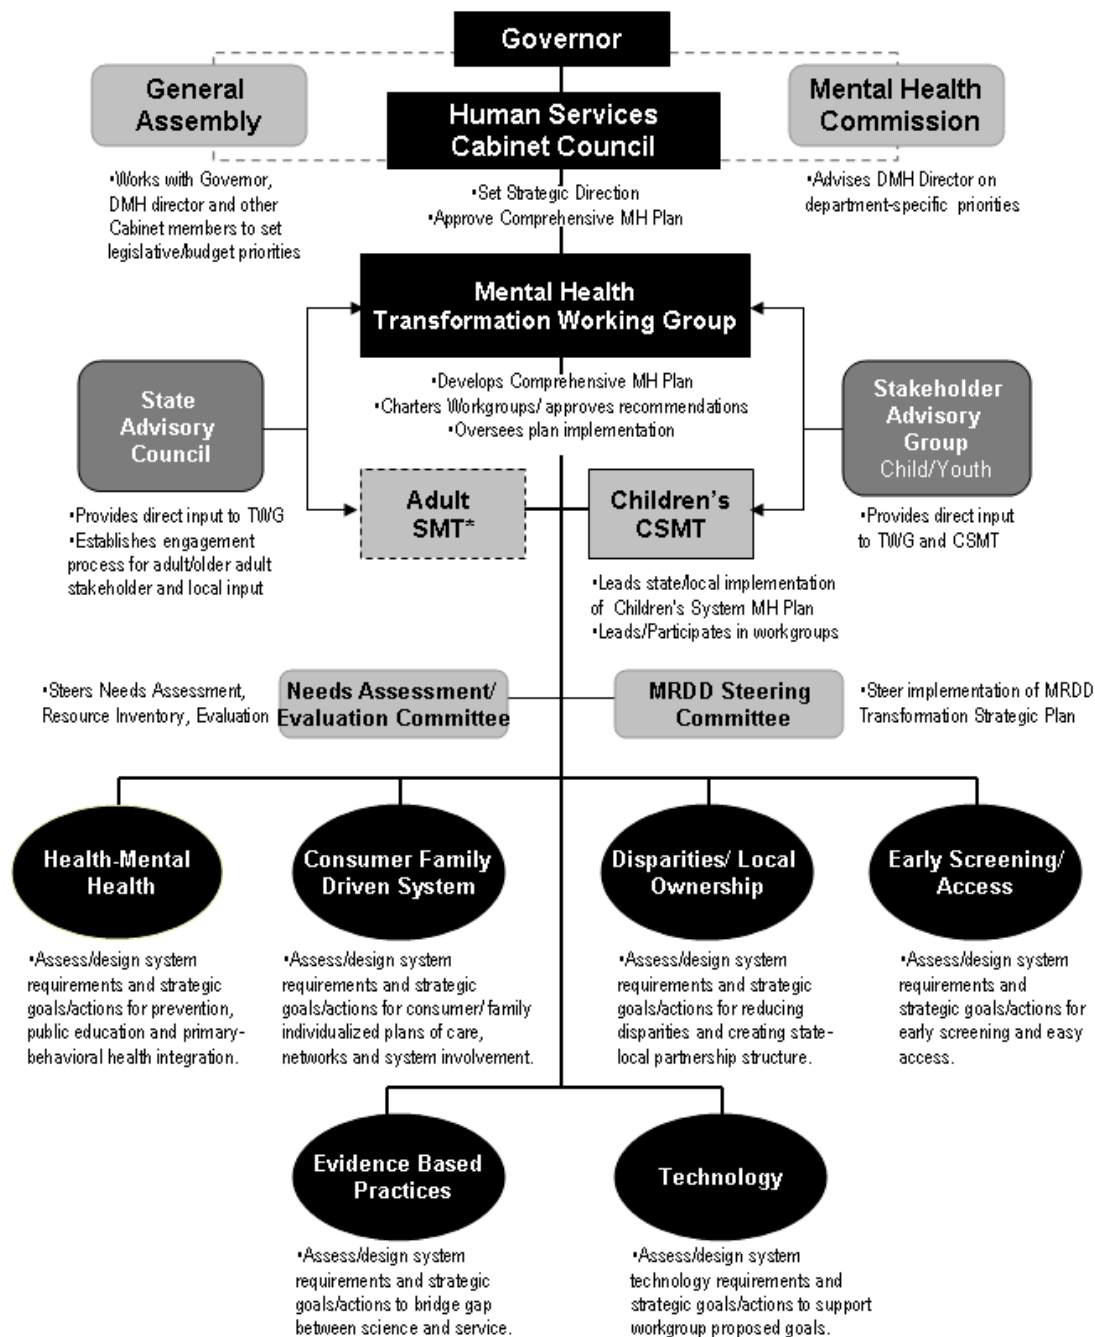 Governor
General
Assembly
Human Services
Cabinet Council
Mental Health
Commission
•Works with Governor,
DMH director and other
Cabinet members to set
legislative/budget priorities
•Set Strategic Direction
•Approve Comprehensive MH Plan
•Advises DMH Director on
department-specific priorities
Mental Health
Transformation Working Group
•Develops Comprehensive MH Plan
•Charters Workgroups/ approves recommendations
•Oversees plan implementation
State
Advisory
Council
Stakeholder
Advisory
Group
Child/Youth
•Provides direct input to TWG
•Establishes engagement
process for adult/older adult
stakeholder and local input
Adult
SMT*
Children's
CSMT
•Provides direct input
to TWG and CSMT
•Leads state/local implementation
of Children's System MH Plan
•Leads/Participates in workgroups
•Steers Needs Assessment,
Resource Inventory, Evaluation
Needs Assessment/
Evaluation Committee
MRDD Steering
Committee
•Steer implementation of MRDD
Transformation Strategic Plan
Health-Mental
Health
Consumer Family
Driven System
Disparities/ Local
Ownership
Early Screening/
Access
•Assess/design system
requirements and strategic
goals/actions for prevention,
public education and primary-
behavioral health integration.
•Assess/design system
requirements and strategic
goals/actions for consumer/ family
individualized plans of care,
networks and system involvement.
•Assess/design system
requirements and strategic
goals/actions for reducing
disparities and creating state-
local partnership structure.
•Assess/design system
requirements and
strategic goals/actions for
early screening and easy
access.
Evidence Based
Practices
Technology
•Assess/design system
requirements and strategic
goals/actions to bridge gap
between science and service.
•Assess/design system
technology requirements and
strategic goals/actions to support
workgroup proposed goals.